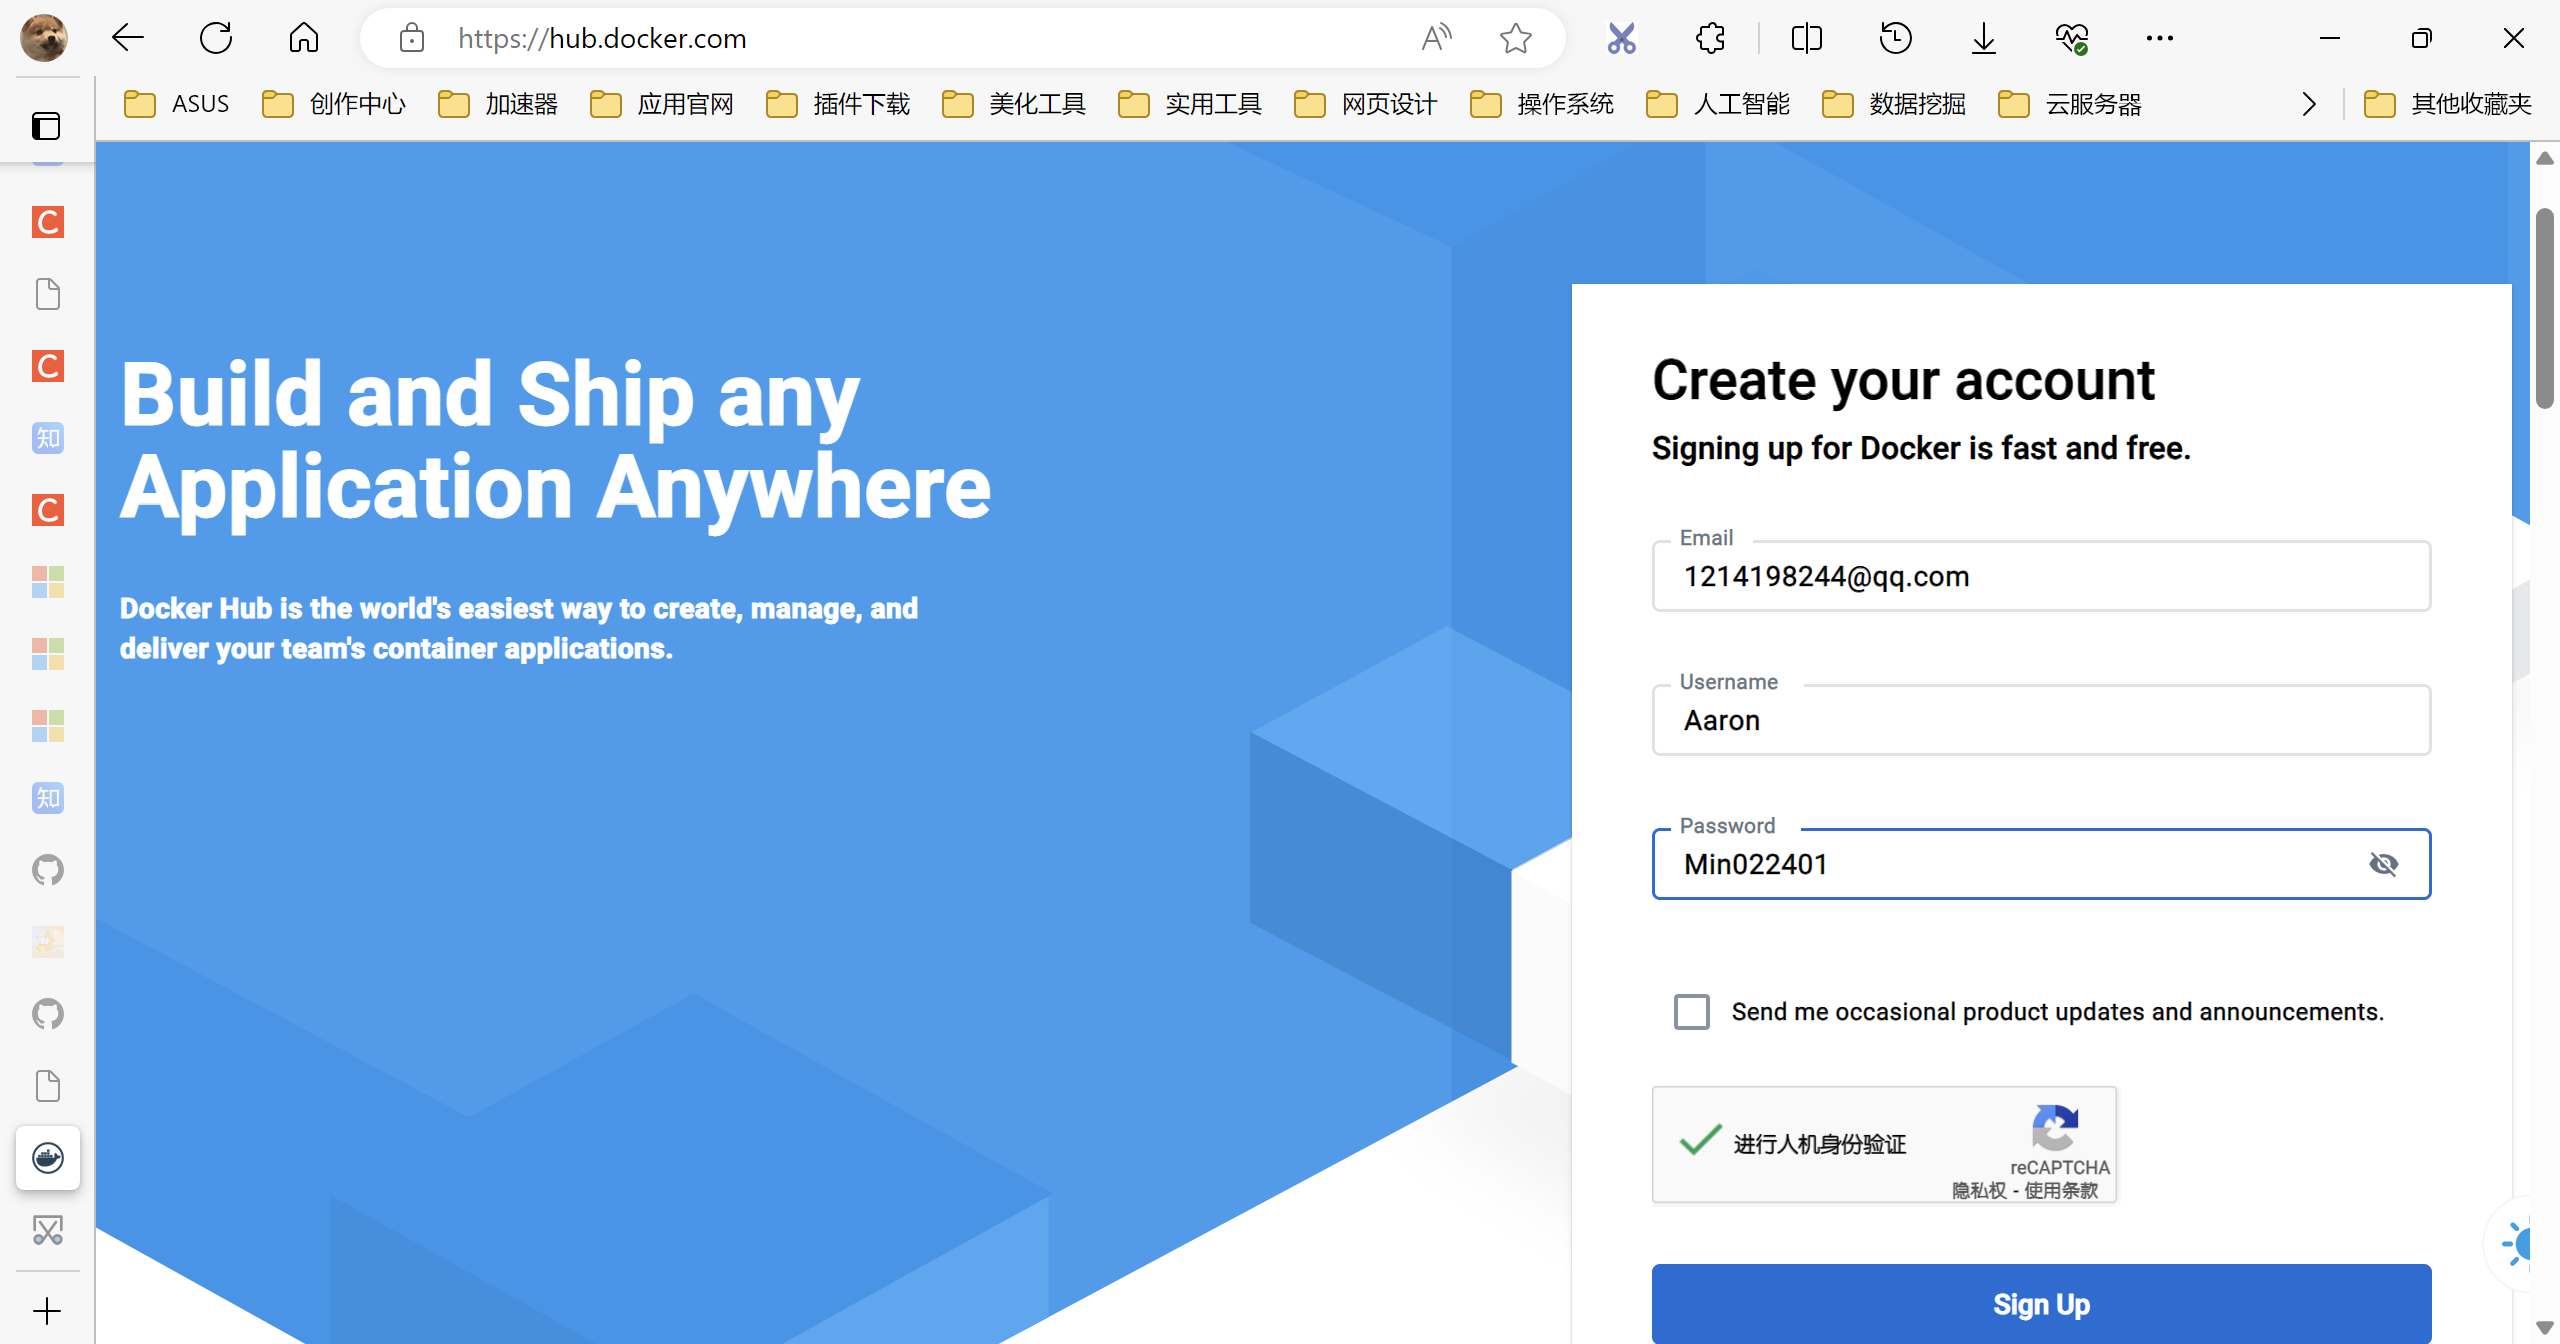 https://hub.docker.com
ASUS 创作中心 加速器 应用官网 插件下载 美化工具 实用工具 网页设计 操作系统 人工智能 数据挖掘 云服务器 其他收藏夹
Build and Ship any
Application Anywhere
Docker Hub is the world's easiest way to create, manage, and
deliver your team's container applications.
Create your account
Signing up for Docker is fast and free.
Email
1214198244@qq.com
Username
Aaron
Password
Min022401
Send me occasional product updates and announcements.
进行人机身份验证
reCAPTCHA
隐私权 - 使用条款
Sign Up
C
C
知
C
知